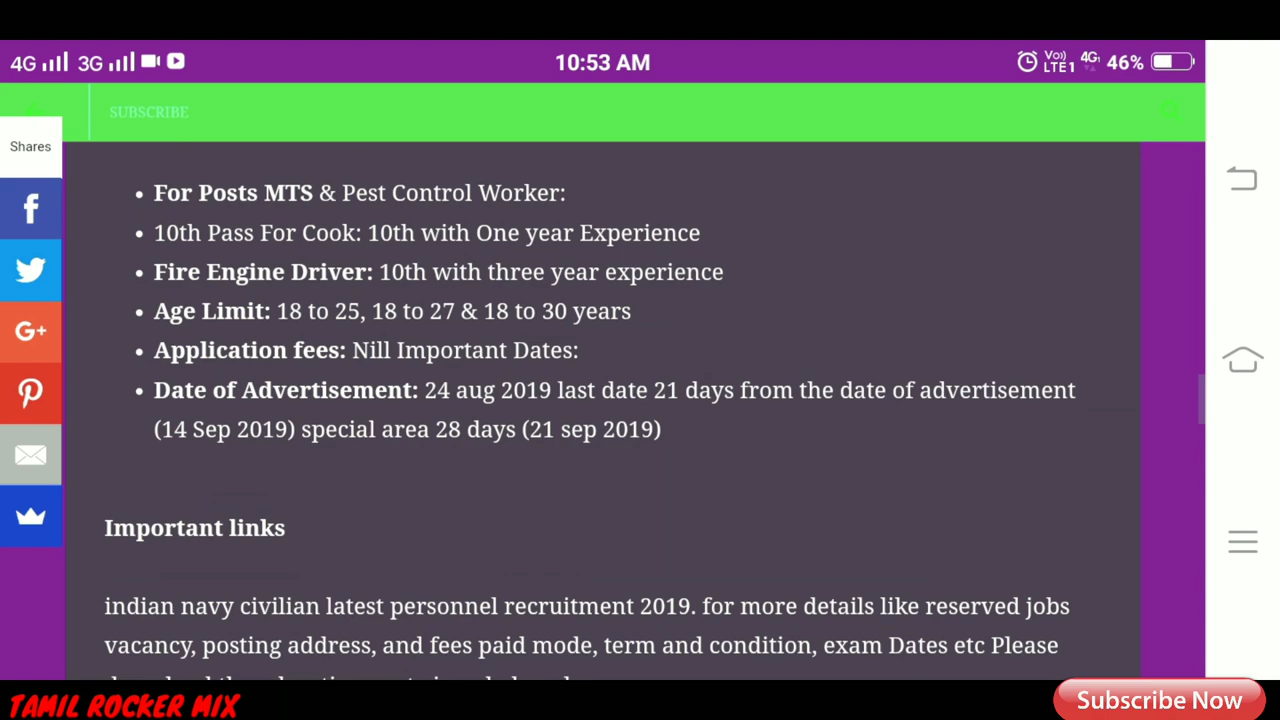 4G 3G 10:53 AM Vo) LTE1 4G1 46%
SUBSCRIBE
Shares
For Posts MTS & Pest Control Worker:
10th Pass For Cook: 10th with One year Experience
Fire Engine Driver: 10th with three year experience
Age Limit: 18 to 25, 18 to 27 & 18 to 30 years
Application fees: Nill Important Dates:
Date of Advertisement: 24 aug 2019 last date 21 days from the date of advertisement
(14 Sep 2019) special area 28 days (21 sep 2019)
Important links
indian navy civilian latest personnel recruitment 2019. for more details like reserved jobs
vacancy, posting address, and fees paid mode, term and condition, exam Dates etc Please
TAMIL ROCKER MIX
Subscribe Now